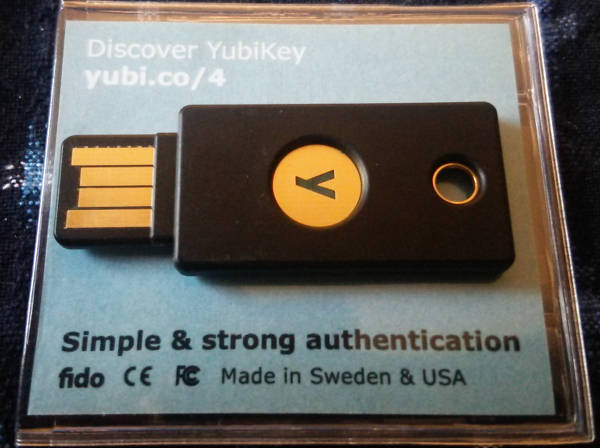 Discover YubiKey
yubi.co/4
y
Simple & strong authentication
fido CE FC Made in Sweden & USA